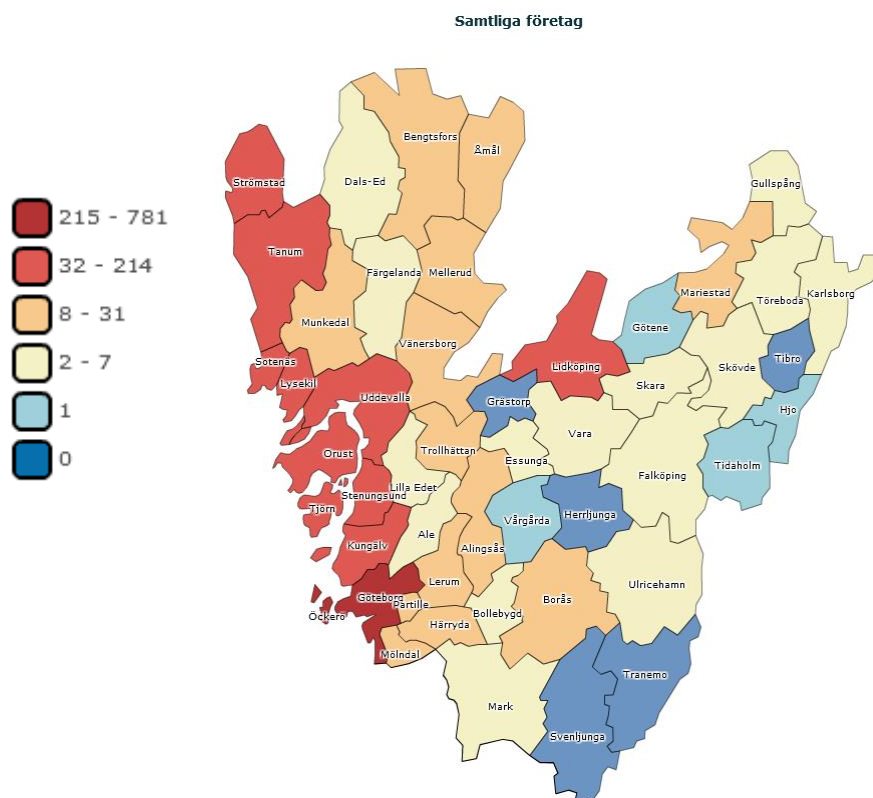 Samtliga företag
215 - 781
32 - 214
8 - 31
2 - 7
1
0
Bengtsfors
Åmål
Strömstad
Dals-Ed
Gullspång
Tanum
Färgelanda
Mellerud
Mariestad
Karlsborg
Töreboda
Munkedal
Götene
Vänersborg
Tibro
Sotenäs
Lidköping
Skövde
Lysekil
Skara
Uddevalla
Grästorp
Hjo
Vara
Trollhättan
Orust
Essunga
Tidaholm
Falköping
Lilla Edet
Stenungsund
Tjörn
Herrljunga
Vårgårda
Ale
Kungälv
Alingsås
Lerum
Ulricehamn
Göteborg
Borås
Partille
Bollebygd
Öckerö
Härryda
Mölndal
Tranemo
Mark
Svenljunga